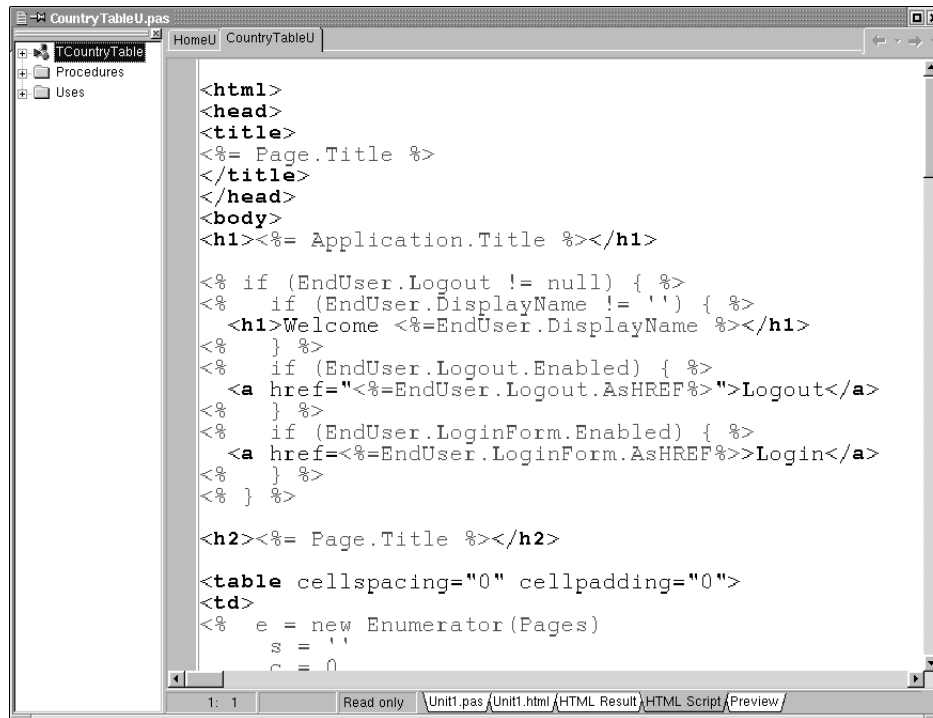 CountryTableU.pas
TCountryTable
Procedures
Uses
HomeU CountryTableU
<html>
<head>
<title>
<%= Page.Title %>
</title>
</head>
<body>
<h1><%= Application.Title %></h1>
<% if (EndUser.Logout != null) { %>
<%   if (EndUser.DisplayName != '') { %>
  <h1>Welcome <%=EndUser.DisplayName %></h1>
<%   } %>
<%   if (EndUser.Logout.Enabled) { %>
  <a href="<%=EndUser.Logout.AsHREF%>">Logout</a>
<%   } %>
<%   if (EndUser.LoginForm.Enabled) { %>
  <a href=<%=EndUser.LoginForm.AsHREF%>>Login</a>
<%   } %>
<% } %>
<h2><%= Page.Title %></h2>
<table cellspacing="0" cellpadding="0">
<td>
<%  e = new Enumerator(Pages)
      s = ''
      c = 0
1: 1 Read only Unit1.pas Unit1.html HTML Result HTML Script Preview